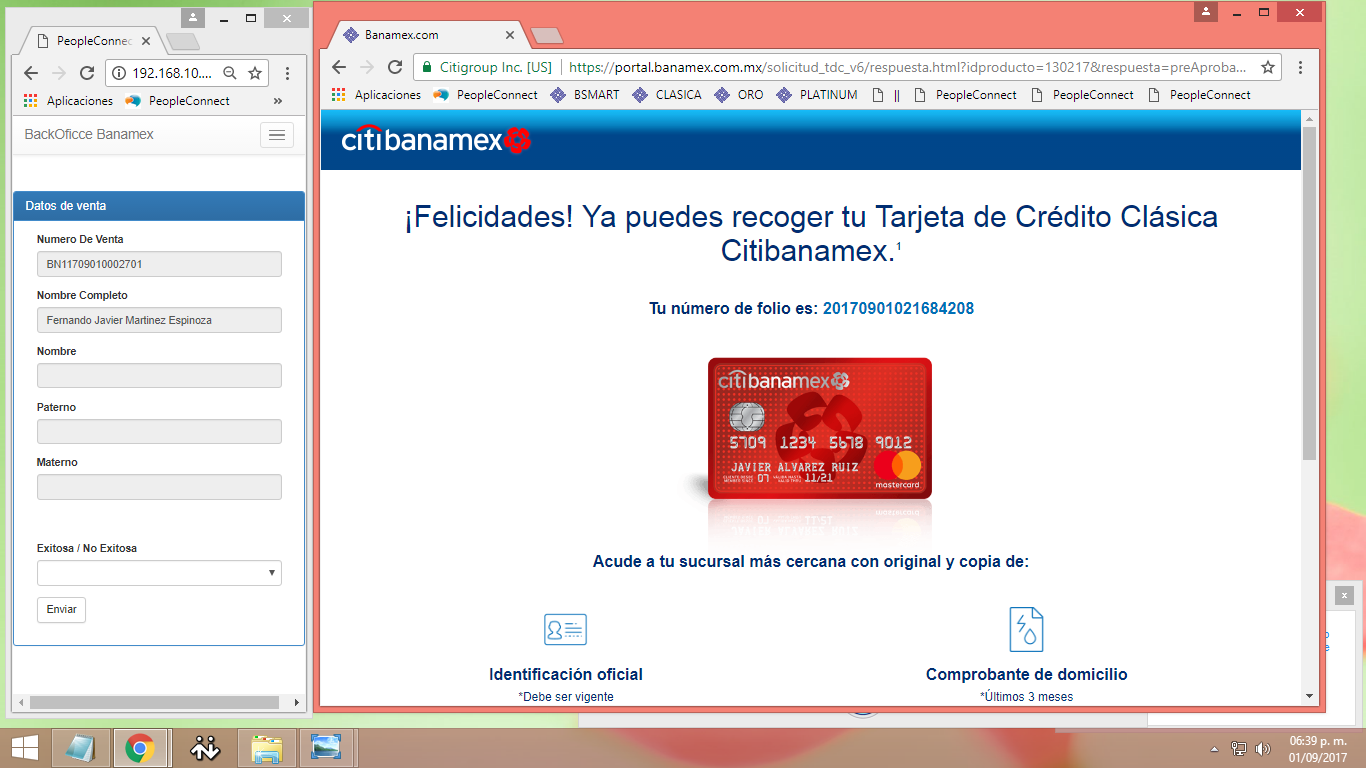 PeopleConnec
192.168.10....
Aplicaciones
PeopleConnect
»
BackOficce Banamex
Datos de venta
Numero De Venta
BN11709010002701
Nombre Completo
Fernando Javier Martinez Espinoza
Nombre
Paterno
Materno
Exitosa / No Exitosa
Enviar
Banamex.com
Citigroup Inc. [US]
https://portal.banamex.com.mx/solicitud_tdc_v6/respuesta.html?idproducto=130217&respuesta=preAproba...
Aplicaciones PeopleConnect BSMART CLASICA ORO PLATINUM || PeopleConnect PeopleConnect PeopleConnect
citibanamex
¡Felicidades! Ya puedes recoger tu Tarjeta de Crédito Clásica
Citibanamex.¹
Tu número de folio es: 20170901021684208
citibanamex
5709 1234 5678 9012
JAVIER ALVAREZ RUIZ
07 11/21
mastercard
Acude a tu sucursal más cercana con original y copia de:
Identificación oficial
*Debe ser vigente
Comprobante de domicilio
*Últimos 3 meses
06:39 p. m.
01/09/2017